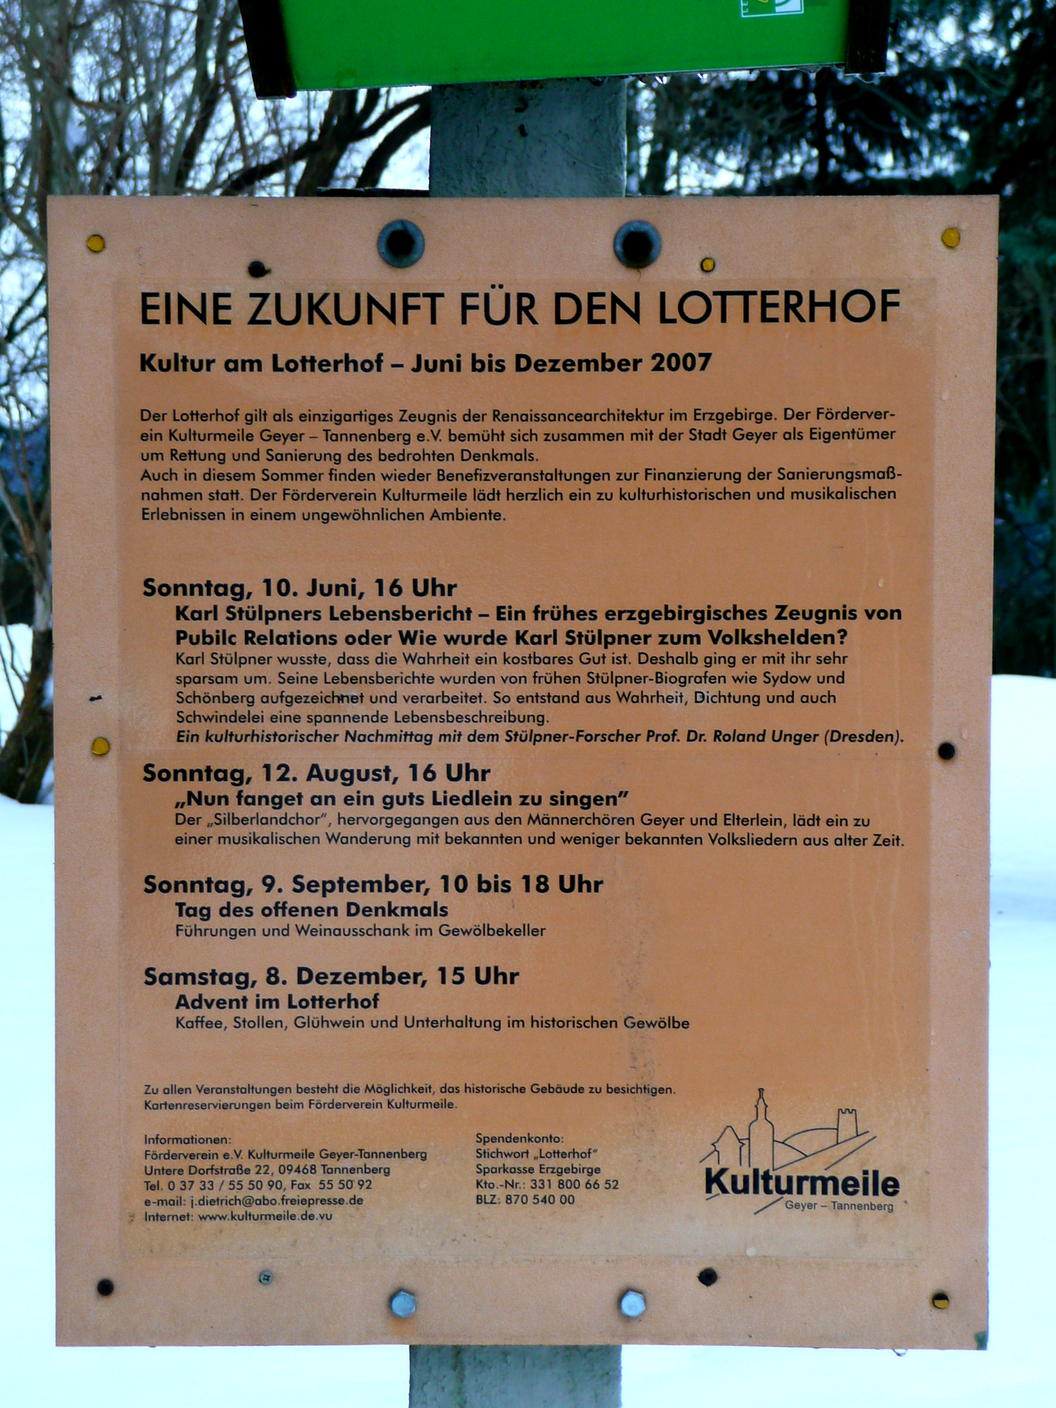 EINE ZUKUNFT FÜR DEN LOTTERHOF
Kultur am Lotterhof – Juni bis Dezember 2007
Der Lotterhof gilt als einzigartiges Zeugnis der Renaissancearchitektur im Erzgebirge. Der Förderver-
ein Kulturmeile Geyer – Tannenberg e.V. bemüht sich zusammen mit der Stadt Geyer als Eigentümer
um Rettung und Sanierung des bedrohten Denkmals.
Auch in diesem Sommer finden wieder Benefizveranstaltungen zur Finanzierung der Sanierungsmaß-
nahmen statt. Der Förderverein Kulturmeile lädt herzlich ein zu kulturhistorischen und musikalischen
Erlebnissen in einem ungewöhnlichen Ambiente.
Sonntag, 10. Juni, 16 Uhr
Karl Stülpners Lebensbericht – Ein frühes erzgebirgisches Zeugnis von
Pubilc Relations oder Wie wurde Karl Stülpner zum Volkshelden?
Karl Stülpner wusste, dass die Wahrheit ein kostbares Gut ist. Deshalb ging er mit ihr sehr
sparsam um. Seine Lebensberichte wurden von frühen Stülpner-Biografen wie Sydow und
Schönberg aufgezeichnet und verarbeitet. So entstand aus Wahrheit, Dichtung und auch
Schwindelei eine spannende Lebensbeschreibung.
Ein kulturhistorischer Nachmittag mit dem Stülpner-Forscher Prof. Dr. Roland Unger (Dresden).
Sonntag, 12. August, 16 Uhr
„Nun fanget an ein guts Liedlein zu singen”
Der „Silberlandchor”, hervorgegangen aus den Männerchören Geyer und Elterlein, lädt ein zu
einer musikalischen Wanderung mit bekannten und weniger bekannten Volksliedern aus alter Zeit.
Sonntag, 9. September, 10 bis 18 Uhr
Tag des offenen Denkmals
Führungen und Weinausschank im Gewölbekeller
Samstag, 8. Dezember, 15 Uhr
Advent im Lotterhof
Kaffee, Stollen, Glühwein und Unterhaltung im historischen Gewölbe
Zu allen Veranstaltungen besteht die Möglichkeit, das historische Gebäude zu besichtigen.
Kartenreservierungen beim Förderverein Kulturmeile.
Informationen:
Förderverein e.V. Kulturmeile Geyer-Tannenberg
Untere Dorfstraße 22, 09468 Tannenberg
Tel. 0 37 33 / 55 50 90, Fax 55 50 92
e-mail: j.dietrich@abo.freiepresse.de
Internet: www.kulturmeile.de.vu
Spendenkonto:
Stichwort „Lotterhof”
Sparkasse Erzgebirge
Kto.-Nr.: 331 800 66 52
BLZ: 870 540 00
Kulturmeile
Geyer – Tannenberg